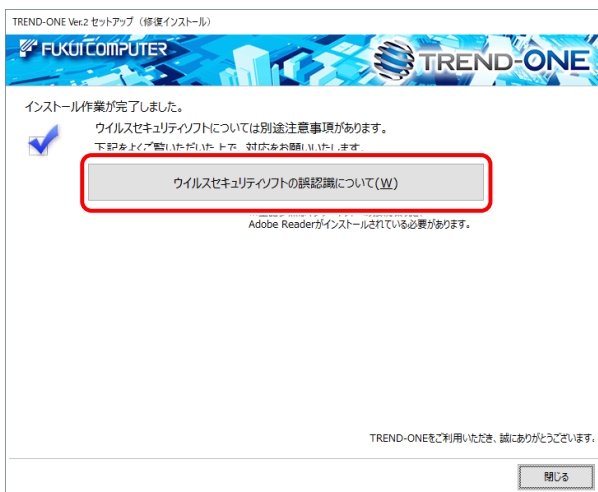 TREND-ONE Ver.2 セットアップ（修復インストール）
FUKUI COMPUTER
TREND-ONE
インストール作業が完了しました。
ウイルスセキュリティソフトについては別途注意事項があります。
下記をよくご覧いただいた上で、対応をお願いいたします。
ウイルスセキュリティソフトの誤認識について(W)
Adobe Readerがインストールされている必要があります。
TREND-ONEをご利用いただき、誠にありがとうございます。
閉じる